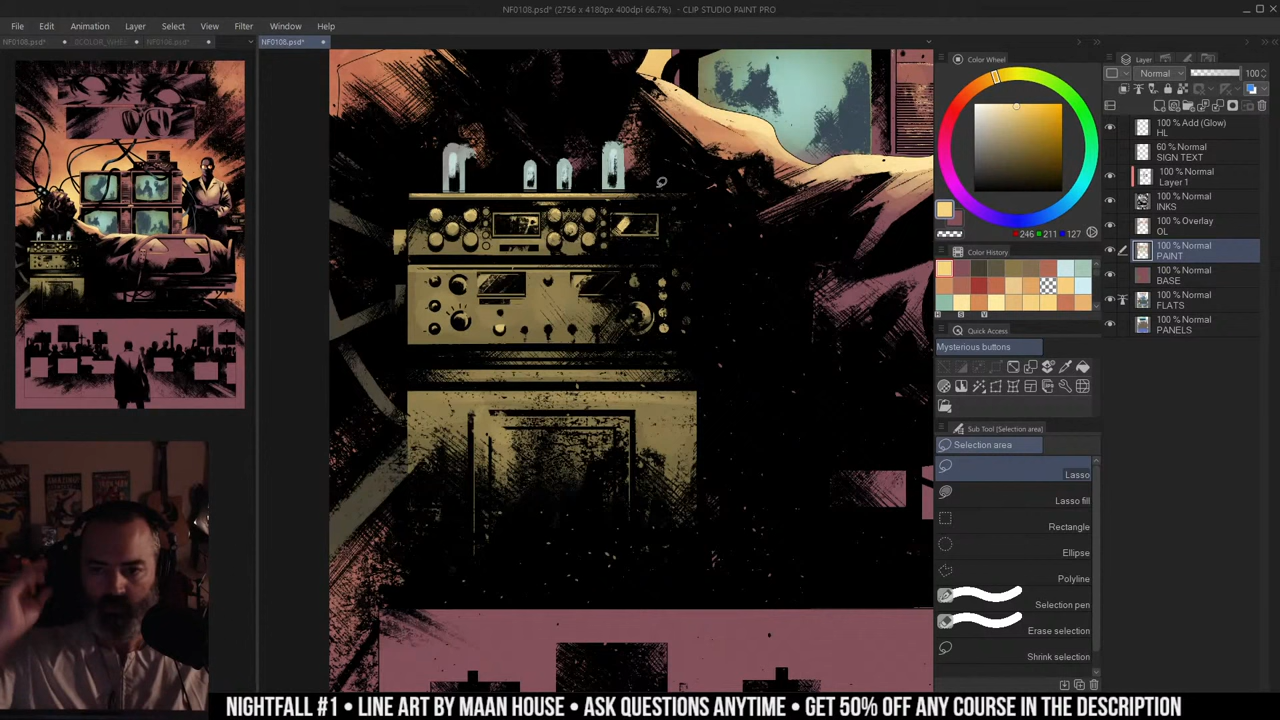 NF0108.psd* (2756 x 4180px 400dpi 66.7%) - CLIP STUDIO PAINT PRO
File Edit Animation Layer Select View Filter Window Help
NF0108.psd* NF0106.psd* NF0108.psd*
Color Wheel
Layer
Normal 100
100 % Add (Glow)
HL
60 % Normal
SIGN TEXT
100 % Normal
Layer 1
100 % Normal
INKS
100 % Overlay
OL
100 % Normal
PAINT
100 % Normal
BASE
100 % Normal
FLATS
100 % Normal
PANELS
246 211 127
Color History
H S V
Quick Access
Mysterious buttons
Sub Tool [Selection area]
Selection area
Lasso
Lasso fill
Rectangle
Ellipse
Polyline
Selection pen
Erase selection
Shrink selection
NIGHTFALL #1 • LINE ART BY MAAN HOUSE • ASK QUESTIONS ANYTIME • GET 50% OFF ANY COURSE IN THE DESCRIPTION